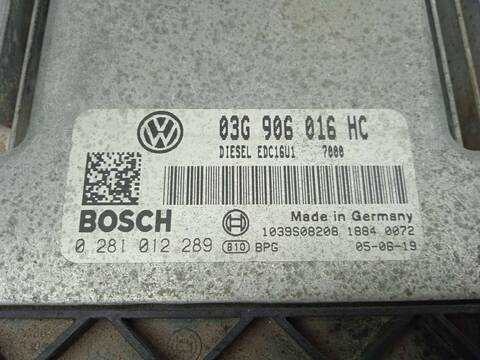 03G 906 016 HC
DIESEL EDC16U1 7000
BOSCH
Made in Germany
1039S08206 1884 0072
0 281 012 289 810 BPG 05-06-19